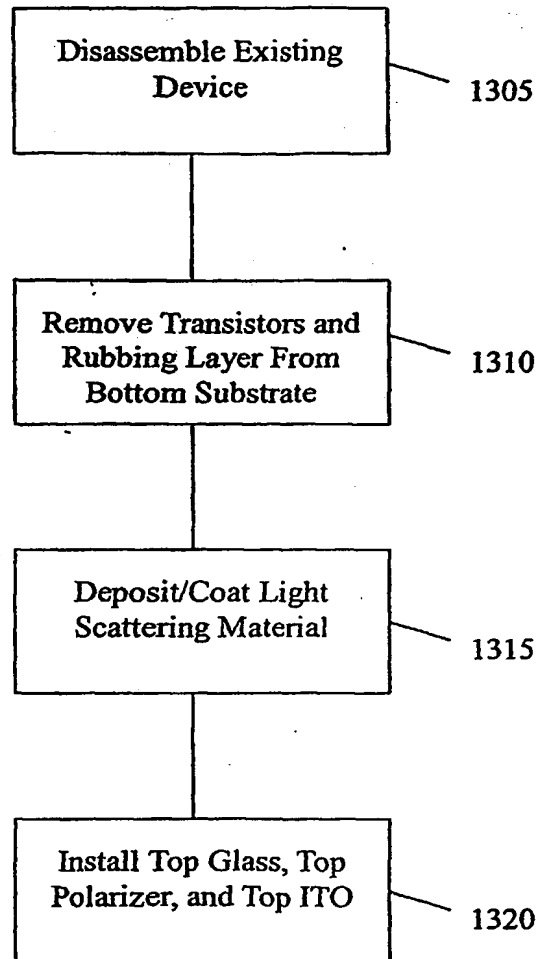 Disassemble Existing
Device
1305
Remove Transistors and
Rubbing Layer From
Bottom Substrate
1310
Deposit/Coat Light
Scattering Material
1315
Install Top Glass, Top
Polarizer, and Top ITO
1320